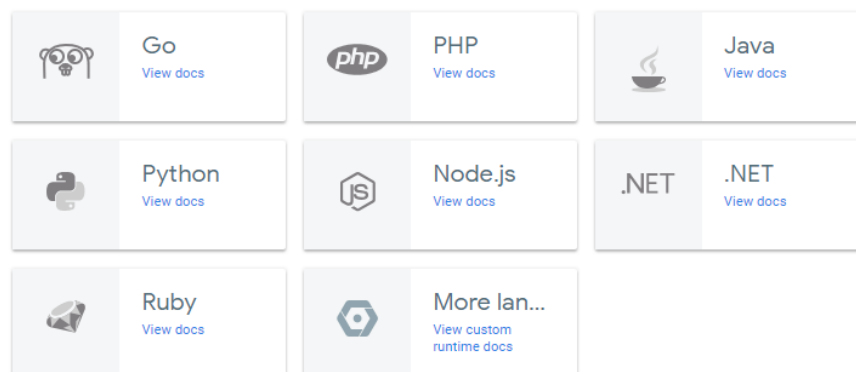 Go
View docs
php
PHP
View docs
Java
View docs
Python
View docs
JS
Node.js
View docs
.NET
.NET
View docs
Ruby
View docs
More lan...
View custom
runtime docs